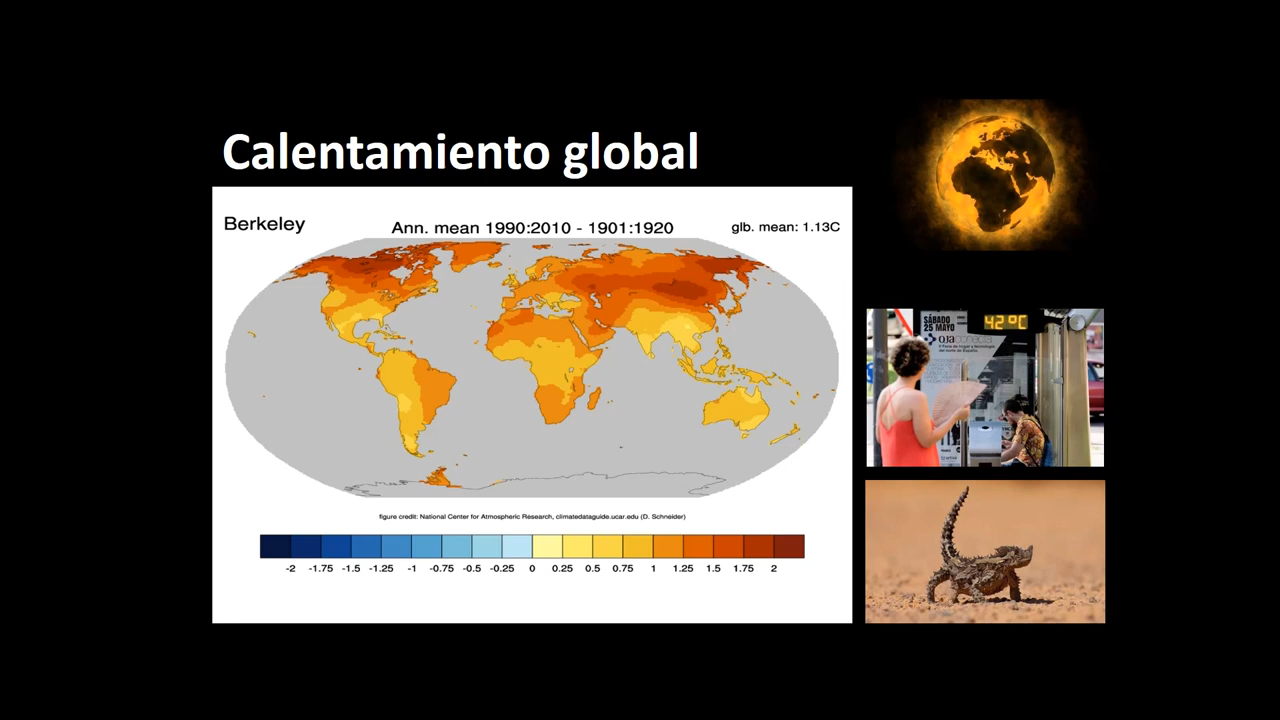 Calentamiento global
Berkeley
Ann. mean 1990:2010 - 1901:1920
glb. mean: 1.13C
figure credit: National Center for Atmospheric Research, climatedataguide.ucar.edu (D. Schneider)
-2 -1.75 -1.5 -1.25 -1 -0.75 -0.5 -0.25 0 0.25 0.5 0.75 1 1.25 1.5 1.75 2
SÁBADO
25 MAYO
42ºC